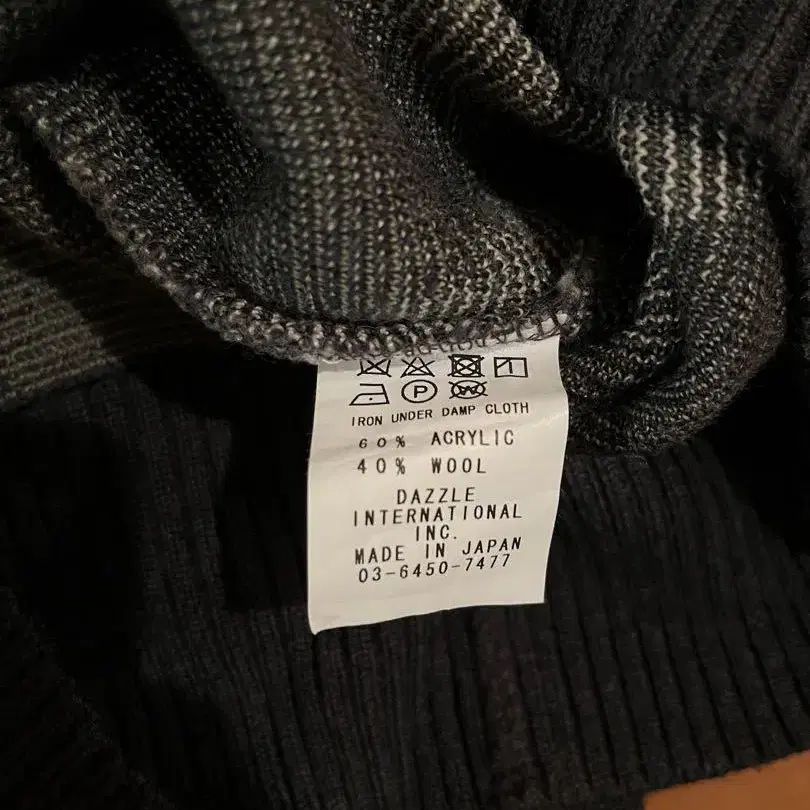 P
W
IRON UNDER DAMP CLOTH
60% ACRYLIC
40% WOOL
DAZZLE
INTERNATIONAL
INC.
MADE IN JAPAN
03-6450-7477